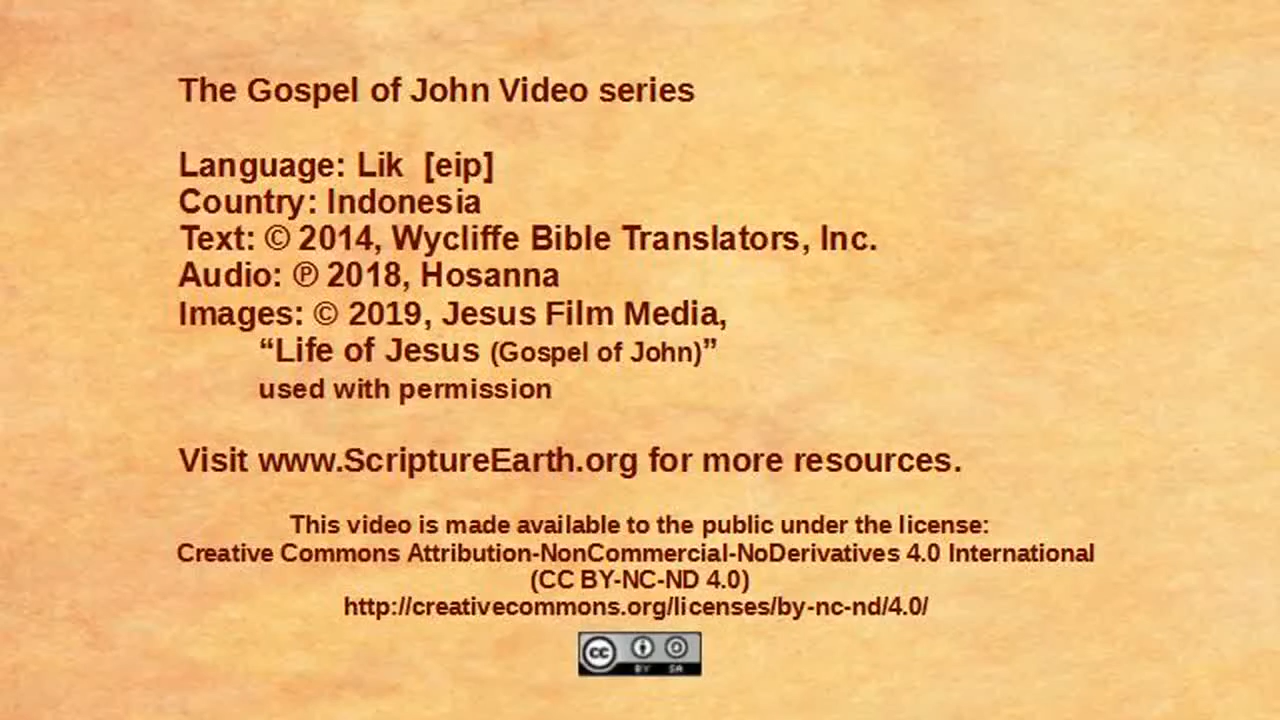 The Gospel of John Video series
Language: Lik [eip]
Country: Indonesia
Text: © 2014, Wycliffe Bible Translators, Inc.
Audio: ℗ 2018, Hosanna
Images: © 2019, Jesus Film Media,
“Life of Jesus (Gospel of John)”
used with permission
Visit www.ScriptureEarth.org for more resources.
This video is made available to the public under the license:
Creative Commons Attribution-NonCommercial-NoDerivatives 4.0 International
(CC BY-NC-ND 4.0)
http://creativecommons.org/licenses/by-nc-nd/4.0/
cc BY SA